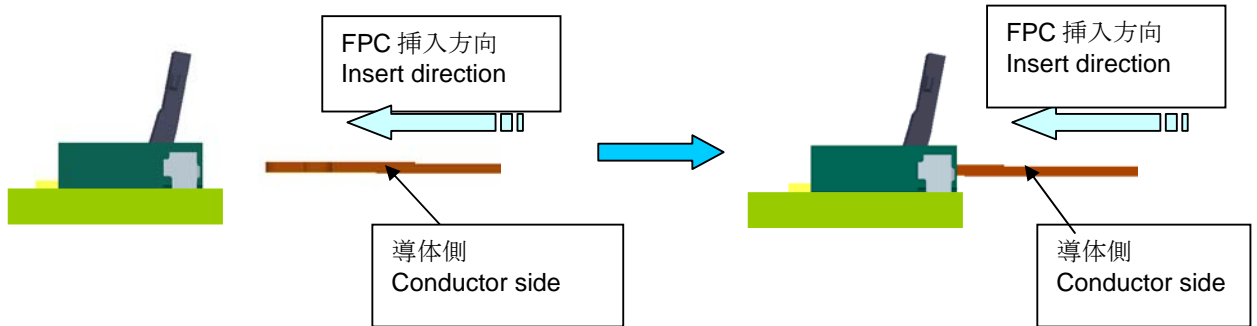 FPC 挿入方向
Insert direction
導体側
Conductor side
FPC 挿入方向
Insert direction
導体側
Conductor side